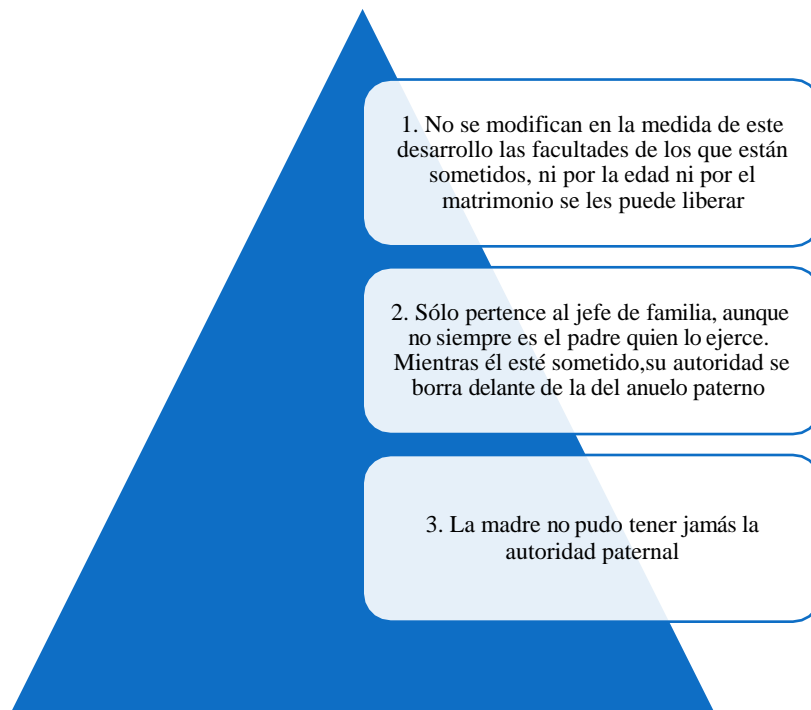 1. No se modifican en la medida de este
desarrollo las facultades de los que están
sometidos, ni por la edad ni por el
matrimonio se les puede liberar
2. Sólo pertence al jefe de familia, aunque
no siempre es el padre quien lo ejerce.
Mientras él esté sometido,su autoridad se
borra delante de la del anuelo paterno
3. La madre no pudo tener jamás la
autoridad paternal